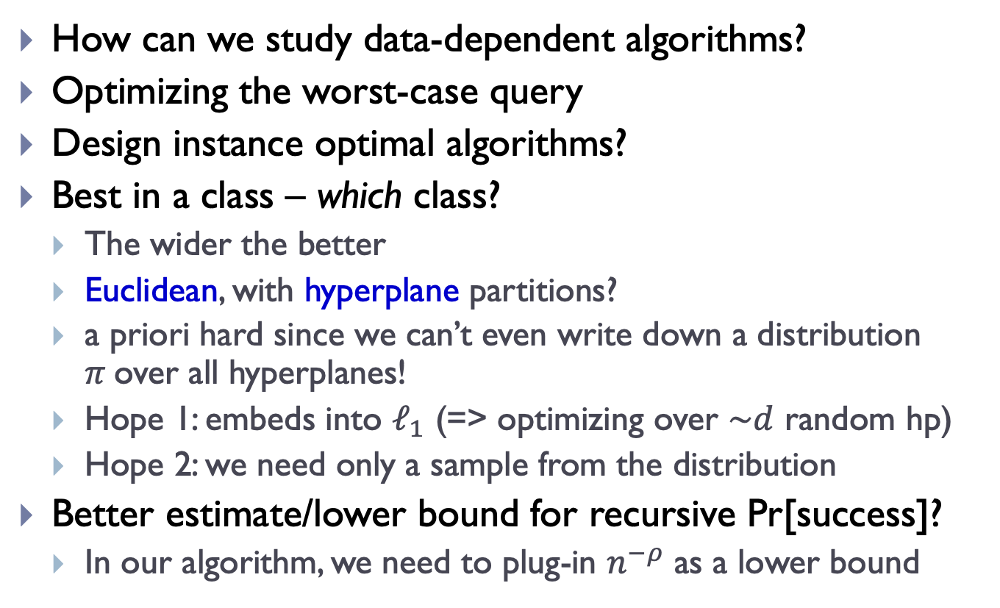 How can we study data-dependent algorithms?
Optimizing the worst-case query
Design instance optimal algorithms?
Best in a class – which class?
The wider the better
Euclidean, with hyperplane partitions?
a priori hard since we can't even write down a distribution
π over all hyperplanes!
Hope 1: embeds into ℓ₁ (=> optimizing over ~d random hp)
Hope 2: we need only a sample from the distribution
Better estimate/lower bound for recursive Pr[success]?
In our algorithm, we need to plug-in n^{−ρ} as a lower bound